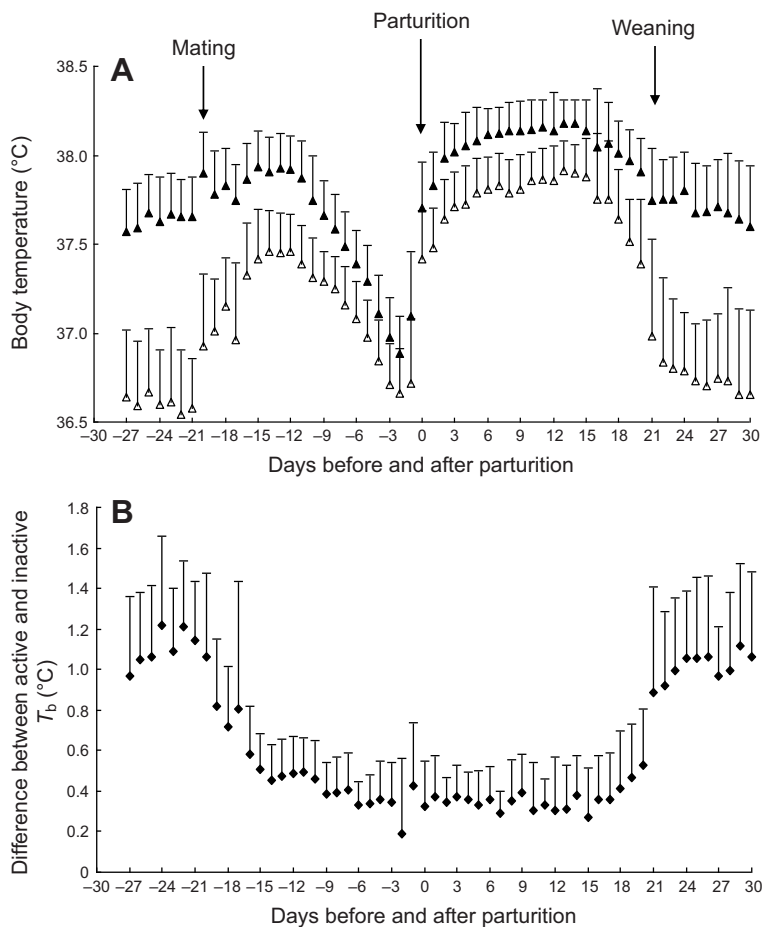 Parturition
Mating
Weaning
A
38.5
38.0
37.5
37.0
36.5
Body temperature (°C)
–30 –27 –24 –21 –18 –15 –12 –9 –6 –3 0 3 6 9 12 15 18 21 24 27 30
Days before and after parturition
B
1.8
1.6
1.4
1.2
1.0
0.8
0.6
0.4
0.2
0
Difference between active and inactive
Tb (°C)
–30 –27 –24 –21 –18 –15 –12 –9 –6 –3 0 3 6 9 12 15 18 21 24 27 30
Days before and after parturition